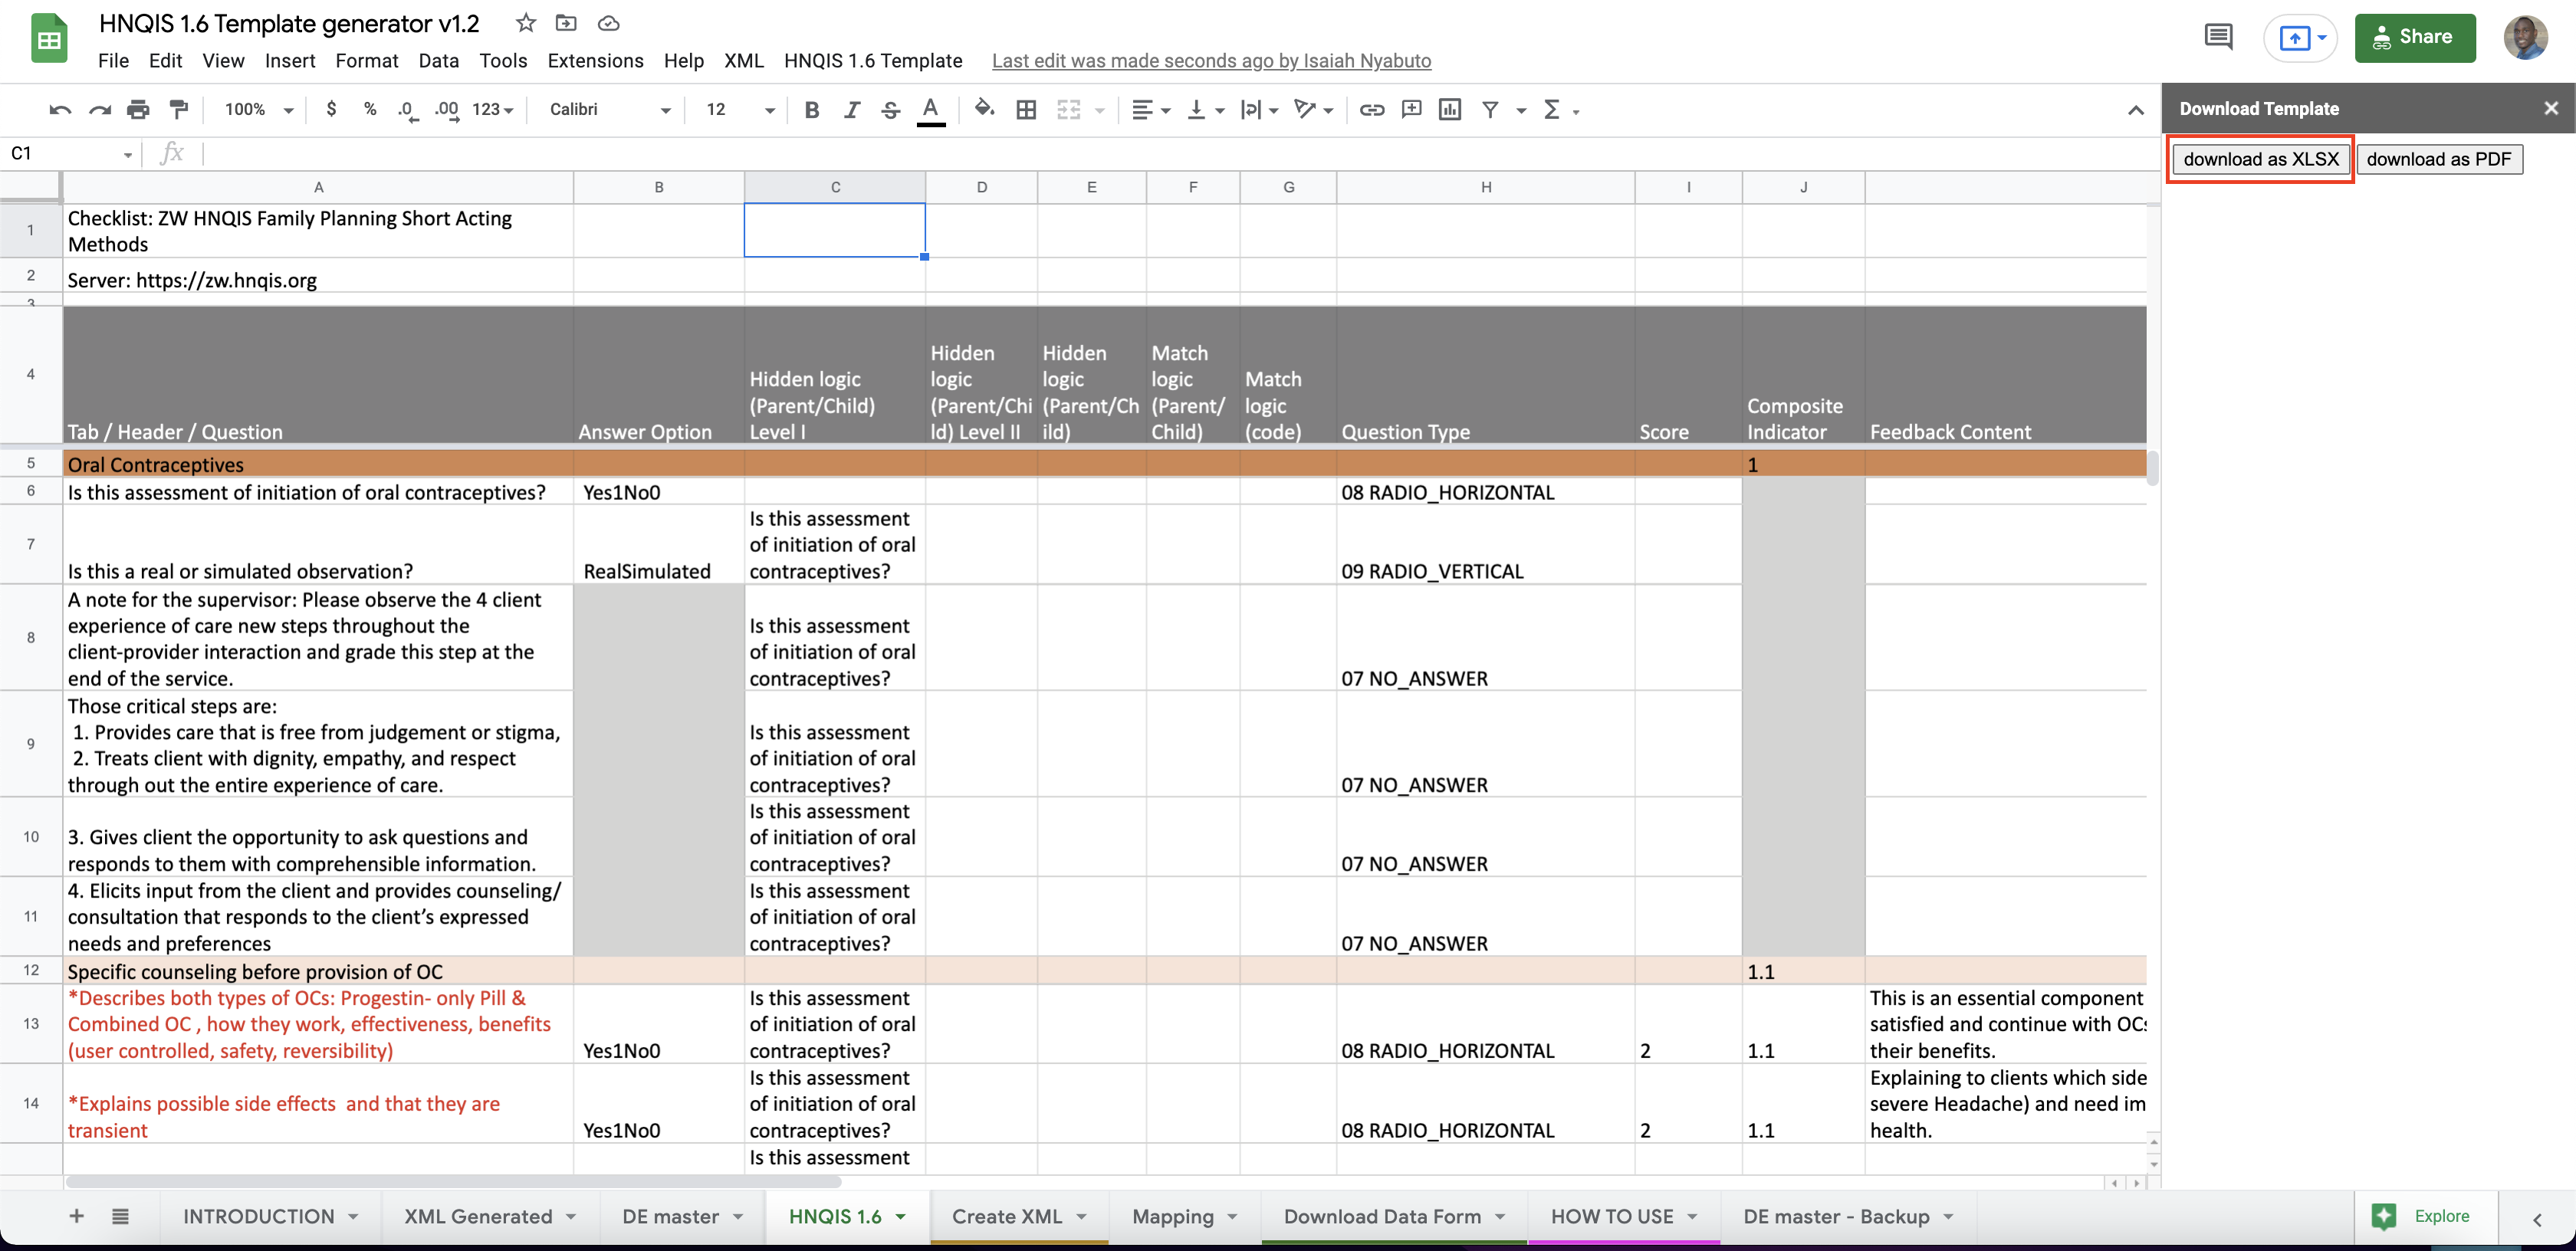 HNQIS 1.6 Template generator v1.2
File Edit View Insert Format Data Tools Extensions Help XML HNQIS 1.6 Template Last edit was made seconds ago by Isaiah Nyabuto
Share
100% $ % .0 .00 123 Calibri 12 B I S A Σ
Download Template
C1 fx
download as XLSX download as PDF
A B C D E F G H I J
1 Checklist: ZW HNQIS Family Planning Short Acting
Methods
2 Server: https://zw.hnqis.org
3
4
Tab / Header / Question
Answer Option
Hidden logic
(Parent/Child)
Level I
Hidden
logic
(Parent/Chi
ld) Level II
Hidden
logic
(Parent/Ch
ild)
Match
logic
(Parent/
Child)
Match
logic
(code)
Question Type
Score
Composite
Indicator
Feedback Content
5 Oral Contraceptives 1
6 Is this assessment of initiation of oral contraceptives? Yes1No0 08 RADIO_HORIZONTAL
7
Is this a real or simulated observation?
RealSimulated
Is this assessment
of initiation of oral
contraceptives?
09 RADIO_VERTICAL
8
A note for the supervisor: Please observe the 4 client
experience of care new steps throughout the
client-provider interaction and grade this step at the
end of the service.
Is this assessment
of initiation of oral
contraceptives?
07 NO_ANSWER
9
Those critical steps are:
1. Provides care that is free from judgement or stigma,
2. Treats client with dignity, empathy, and respect
through out the entire experience of care.
Is this assessment
of initiation of oral
contraceptives?
07 NO_ANSWER
10
3. Gives client the opportunity to ask questions and
responds to them with comprehensible information.
Is this assessment
of initiation of oral
contraceptives?
07 NO_ANSWER
11
4. Elicits input from the client and provides counseling/
consultation that responds to the client’s expressed
needs and preferences
Is this assessment
of initiation of oral
contraceptives?
07 NO_ANSWER
12 Specific counseling before provision of OC 1.1
13
*Describes both types of OCs: Progestin- only Pill &
Combined OC , how they work, effectiveness, benefits
(user controlled, safety, reversibility)
Yes1No0
Is this assessment
of initiation of oral
contraceptives?
08 RADIO_HORIZONTAL
2
1.1
This is an essential component
satisfied and continue with OCs
their benefits.
14
*Explains possible side effects and that they are
transient
Yes1No0
Is this assessment
of initiation of oral
contraceptives?
08 RADIO_HORIZONTAL
2
1.1
Explaining to clients which side
severe Headache) and need im
health.
Is this assessment
INTRODUCTION XML Generated DE master HNQIS 1.6 Create XML Mapping Download Data Form HOW TO USE DE master - Backup Explore